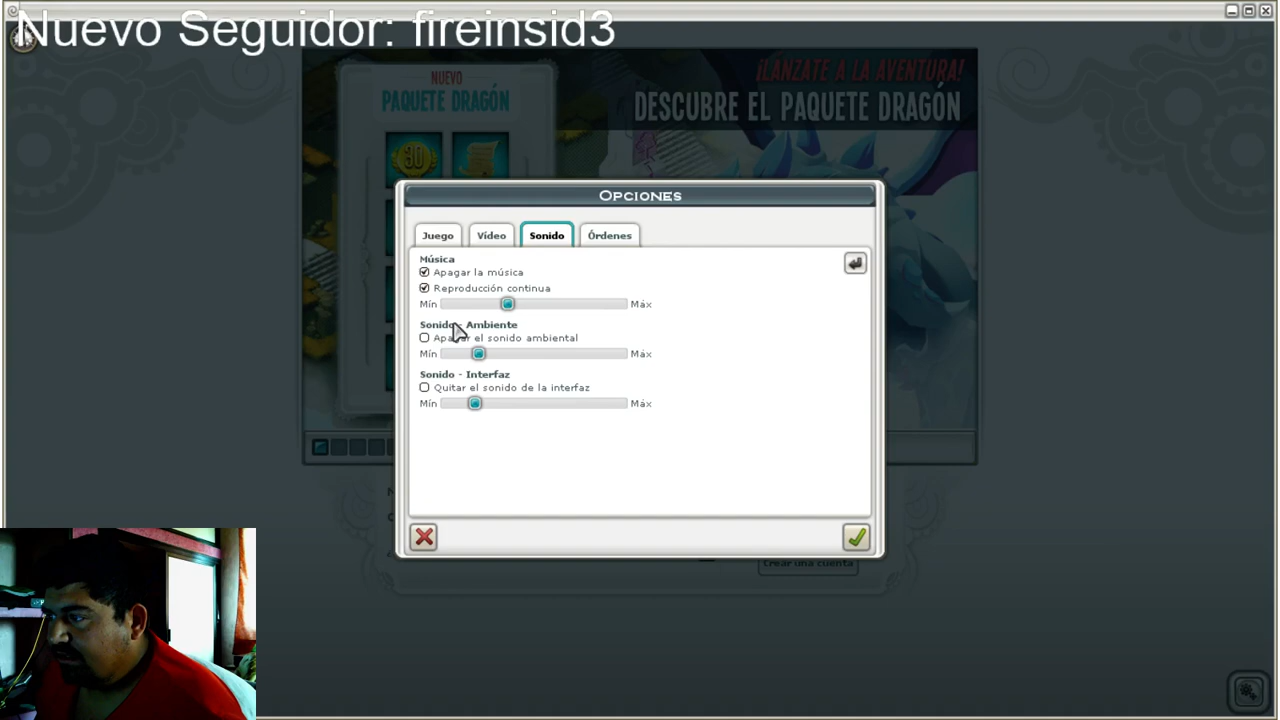 Nuevo Seguidor: fireinsid3
¡LÁNZATE A LA AVENTURA!
DESCUBRE EL PAQUETE DRAGÓN
NUEVO
PAQUETE DRAGÓN
30
OPCIONES
Juego
Vídeo
Sonido
Órdenes
Música
Apagar la música
Reproducción continua
Mín
Máx
Sonido - Ambiente
el sonido ambiental
Mín
Máx
Sonido - Interfaz
Quitar el sonido de la interfaz
Mín
Máx
Crear una cuenta